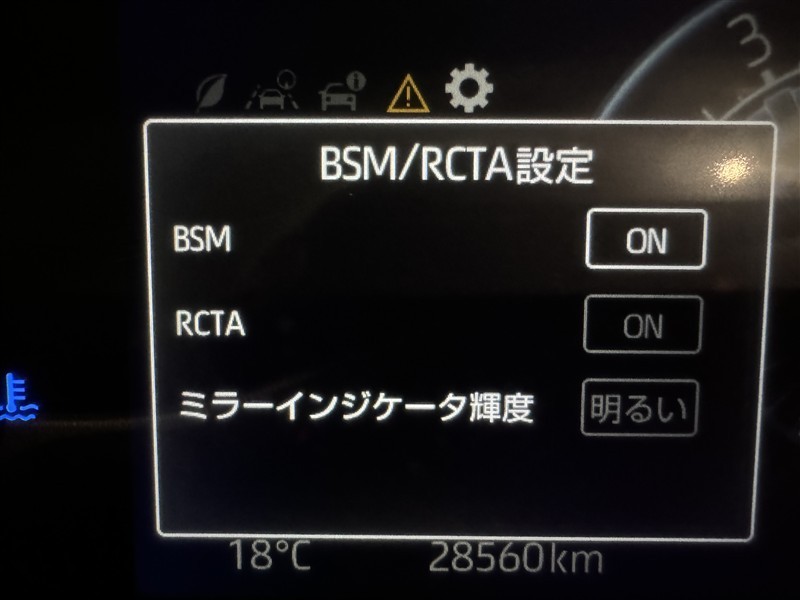 3
BSM/RCTA設定
BSM ON
RCTA ON
ミラーインジケータ輝度 明るい
18°C 28560km